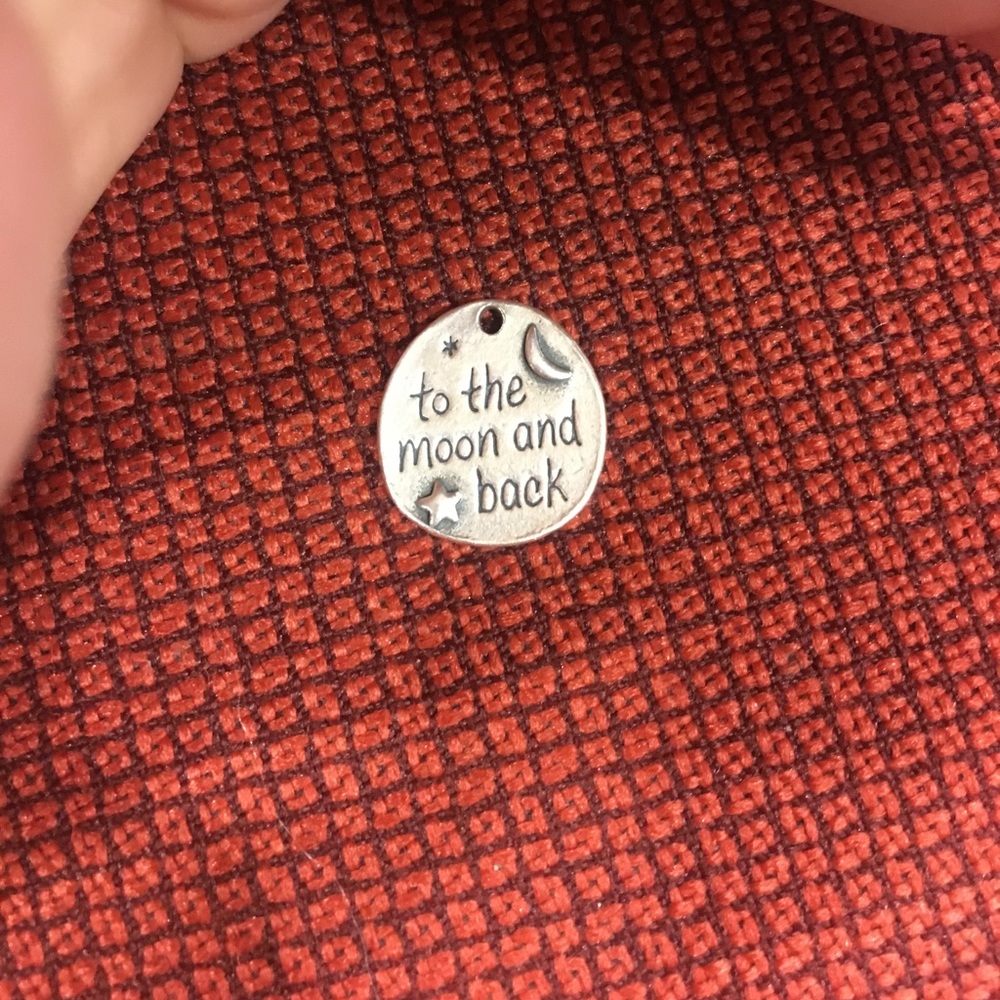 to the
moon and
back